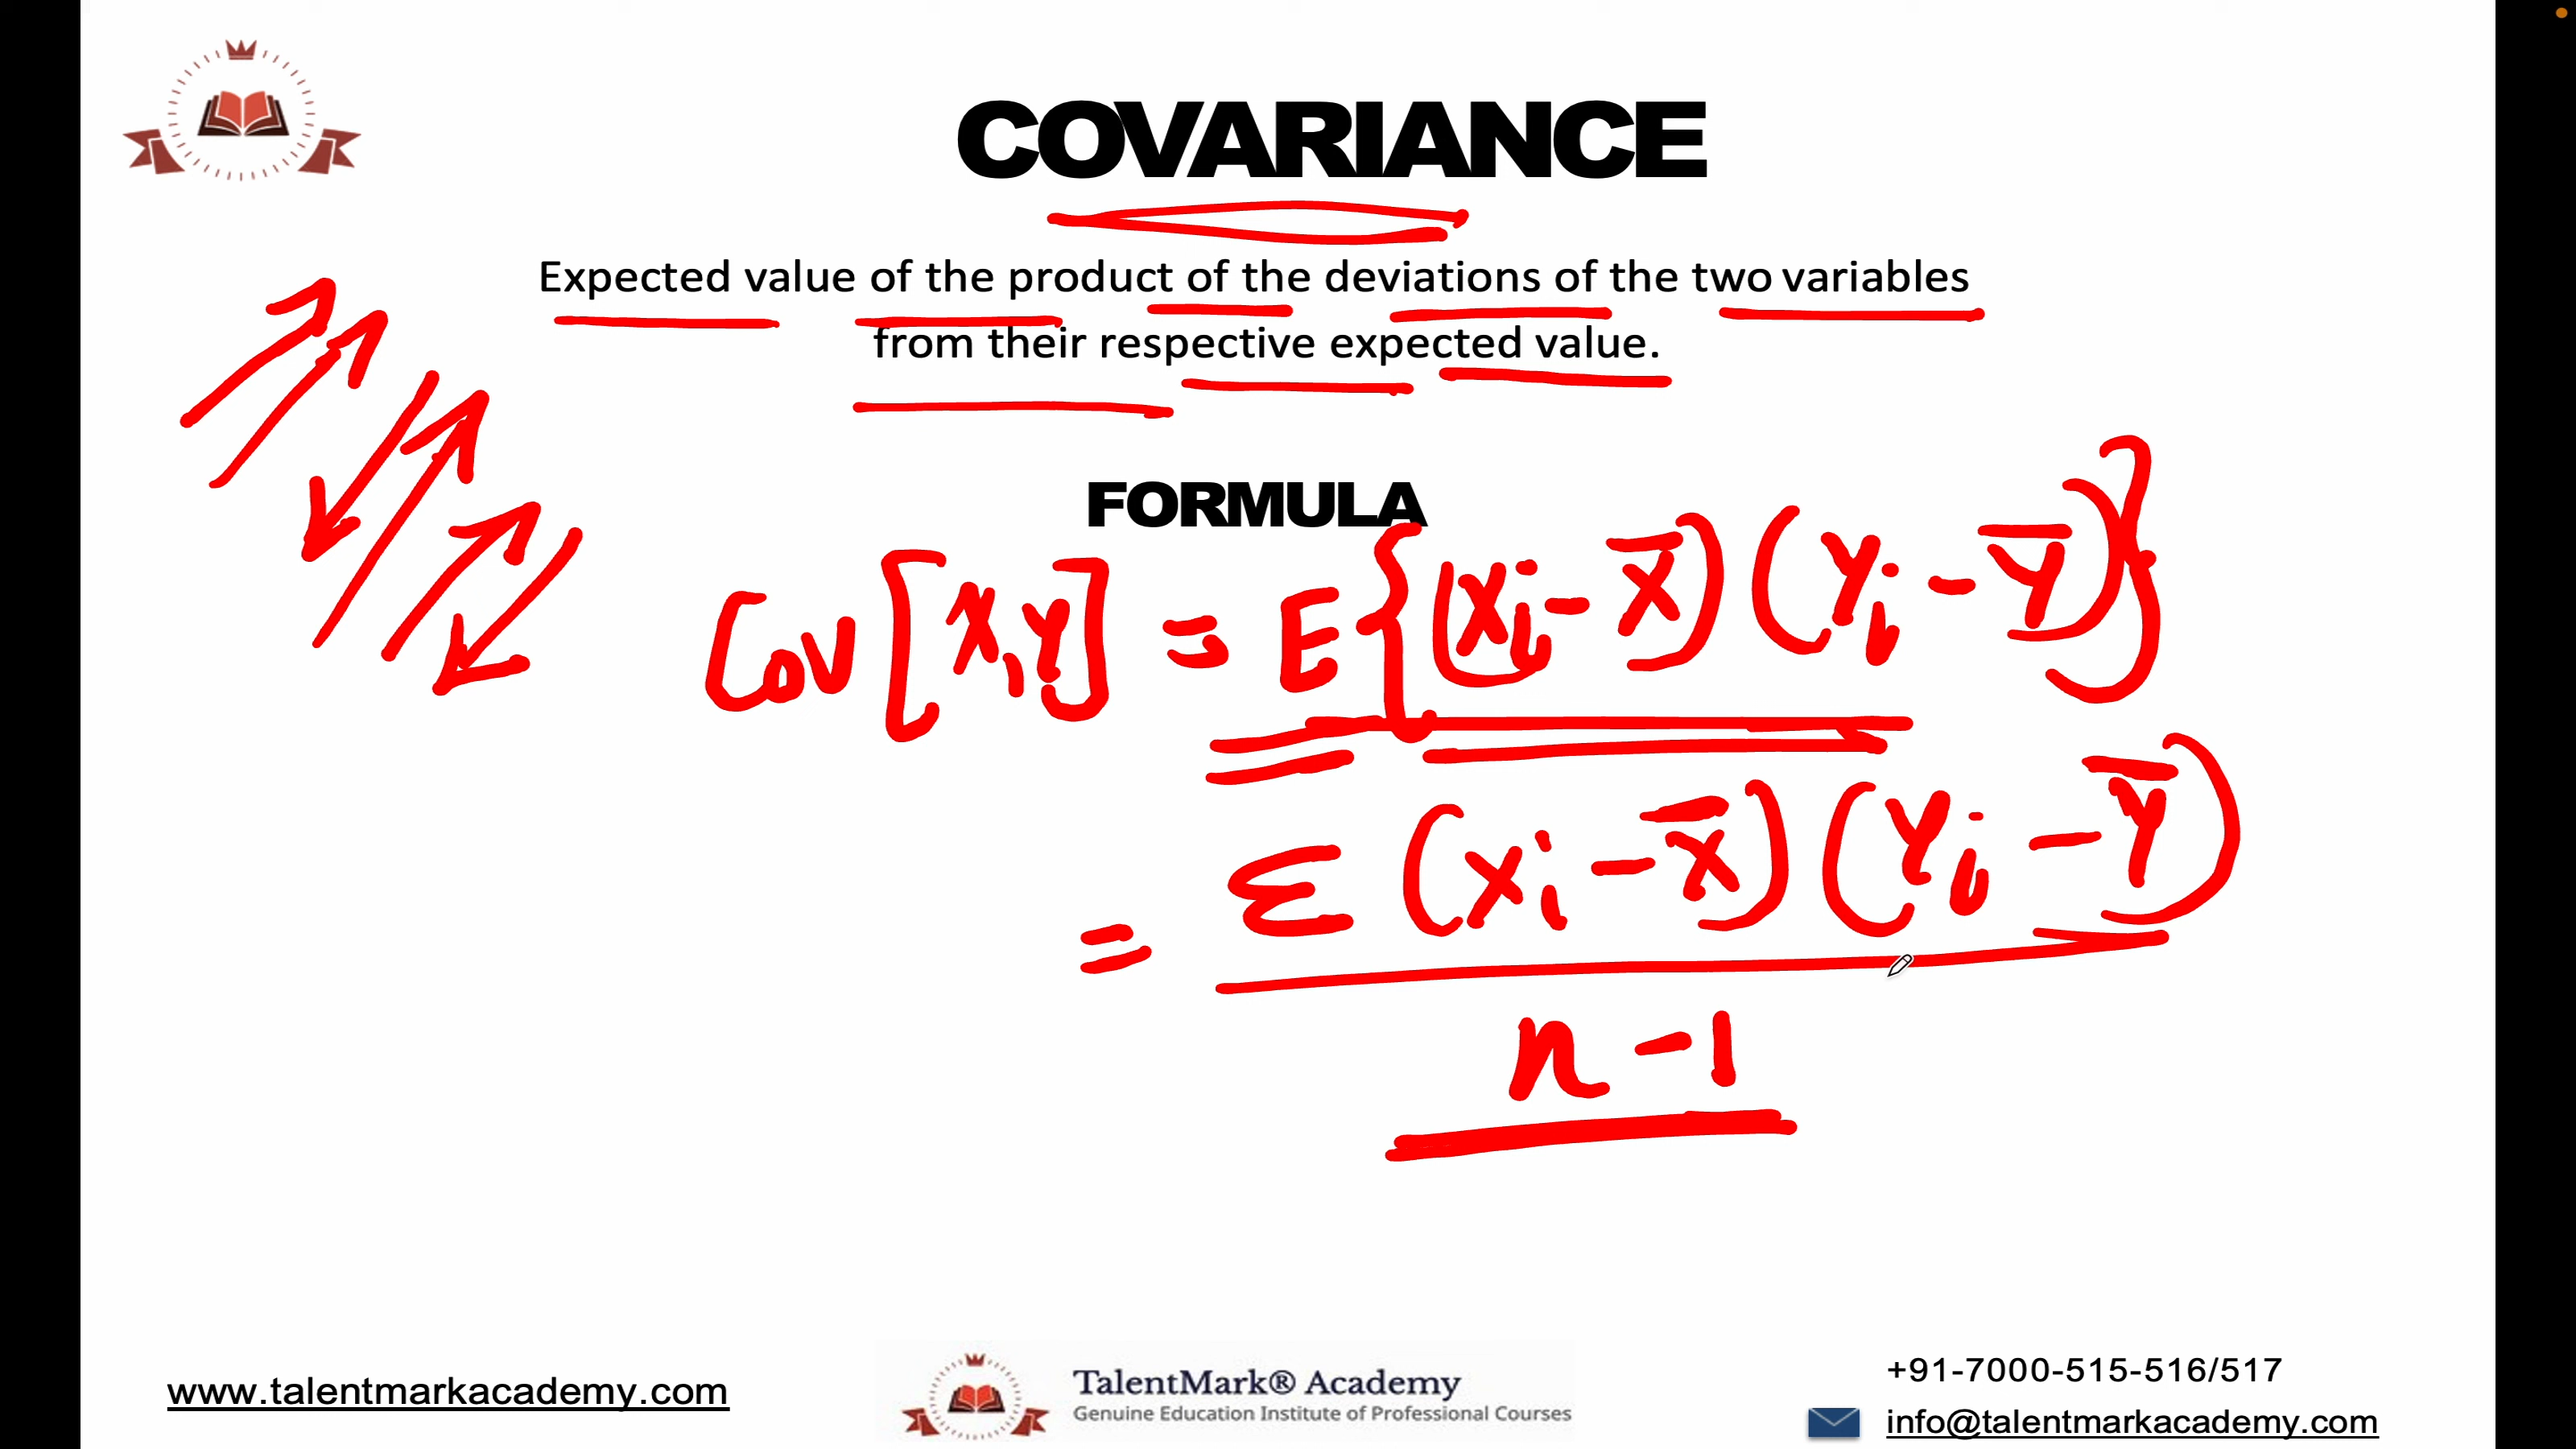 COVARIANCE
Expected value of the product of the deviations of the two variables
from their respective expected value.
FORMULA
Cov[X,Y] = E{(Xi - X̅)(Yi - Y̅)}
= Σ(Xi - X̅)(Yi - Y̅)
n-1
www.talentmarkacademy.com
TalentMark® Academy
Genuine Education Institute of Professional Courses
+91-7000-515-516/517
info@talentmarkacademy.com